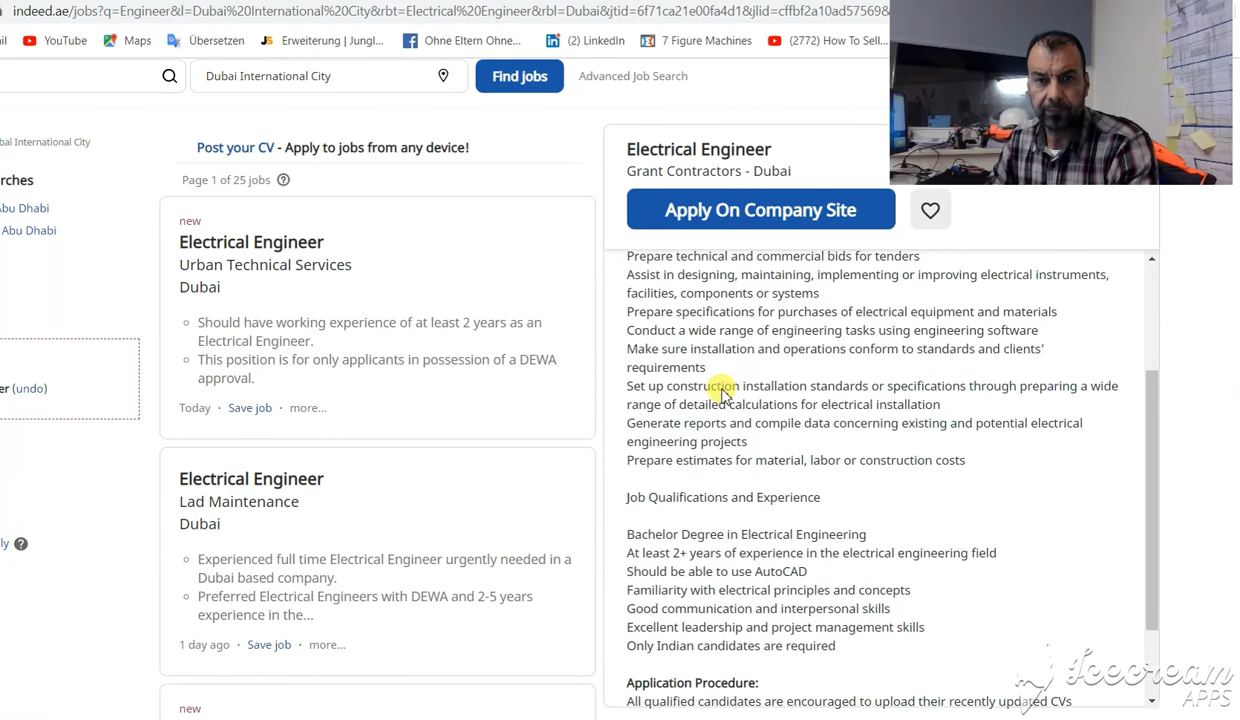 indeed.ae/jobs?q=Engineer&l=Dubai%20International%20City&rbt=Electrical%20Engineer&rbl=Dubai&jtid=6f71ca21e00fa4d1&jlid=cffbf2a10ad57569&
il YouTube Maps Übersetzen Erweiterung | Jungl... Ohne Eltern Ohne... (2) LinkedIn 7 Figure Machines (2772) How To Sell...
Dubai International City Find jobs Advanced Job Search
bai International City
rches
Abu Dhabi
Abu Dhabi
er (undo)
ly
Post your CV - Apply to jobs from any device!
Page 1 of 25 jobs
new
Electrical Engineer
Urban Technical Services
Dubai
Should have working experience of at least 2 years as an
Electrical Engineer.
This position is for only applicants in possession of a DEWA
approval.
Today · Save job · more...
Electrical Engineer
Lad Maintenance
Dubai
Experienced full time Electrical Engineer urgently needed in a
Dubai based company.
Preferred Electrical Engineers with DEWA and 2-5 years
experience in the...
1 day ago · Save job · more...
new
Electrical Engineer
Grant Contractors - Dubai
Apply On Company Site
Prepare technical and commercial bids for tenders
Assist in designing, maintaining, implementing or improving electrical instruments,
facilities, components or systems
Prepare specifications for purchases of electrical equipment and materials
Conduct a wide range of engineering tasks using engineering software
Make sure installation and operations conform to standards and clients'
requirements
Set up construction installation standards or specifications through preparing a wide
range of detailed calculations for electrical installation
Generate reports and compile data concerning existing and potential electrical
engineering projects
Prepare estimates for material, labor or construction costs
Job Qualifications and Experience
Bachelor Degree in Electrical Engineering
At least 2+ years of experience in the electrical engineering field
Should be able to use AutoCAD
Familiarity with electrical principles and concepts
Good communication and interpersonal skills
Excellent leadership and project management skills
Only Indian candidates are required
Application Procedure:
All qualified candidates are encouraged to upload their recently updated CVs
Icecream
APPS